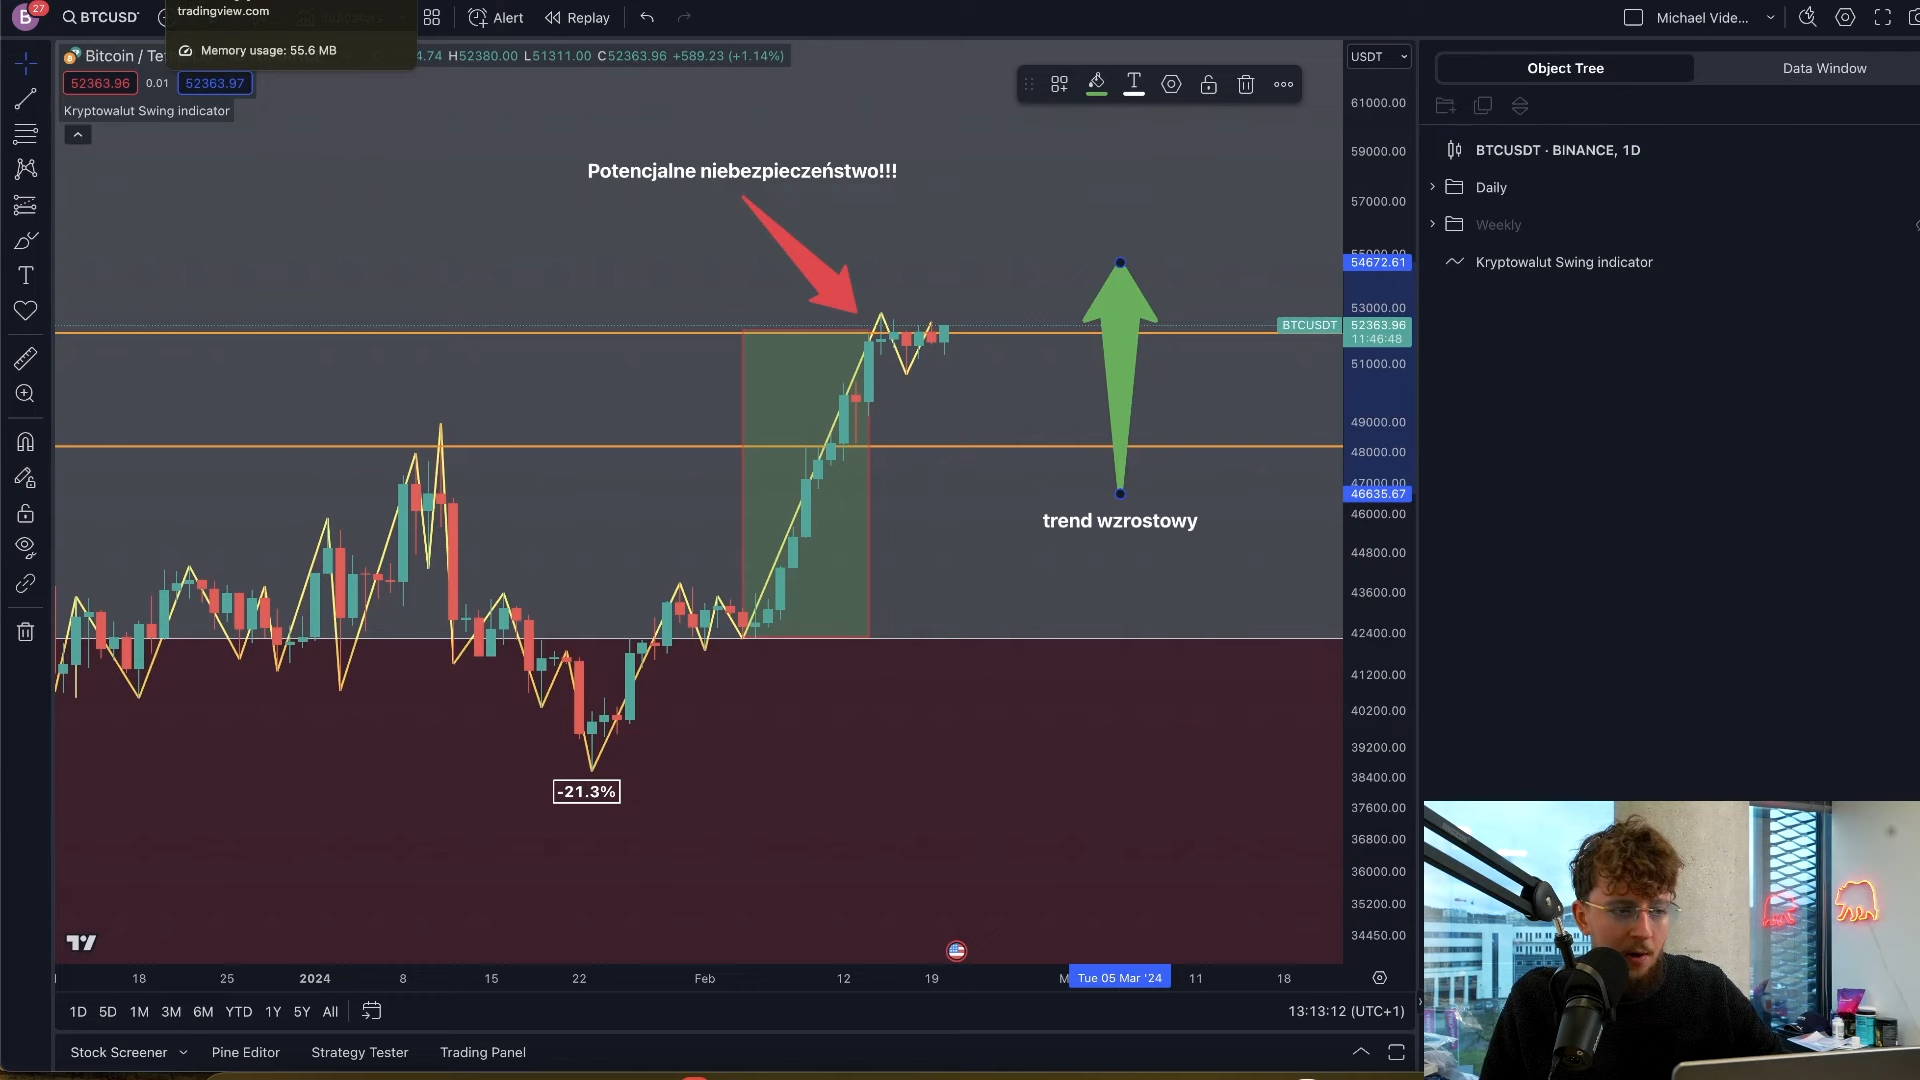 B
27
BTCUSDT
tradingview.com
Alert
Replay
Michael Vide...
Memory usage: 55.6 MB
Bitcoin /
4.74 H52380.00 L51311.00 C52363.96 +589.23 (+1.14%)
USDT
52363.96 0.01 52363.97
Kryptowalut Swing indicator
Object Tree
Data Window
BTCUSDT · BINANCE, 1D
Daily
Weekly
Kryptowalut Swing indicator
Potencjalne niebezpieczeństwo!!!
trend wzrostowy
-21.3%
61000.00
59000.00
57000.00
54672.61
53000.00
BTCUSDT 52363.96
11:46:48
51000.00
49000.00
48000.00
47000.00
46635.67
46000.00
44800.00
43600.00
42400.00
41200.00
40200.00
39200.00
38400.00
37600.00
36800.00
36000.00
35200.00
34450.00
18 25 2024 8 15 22 Feb 12 19 Tue 05 Mar '24 11 18
1D 5D 1M 3M 6M YTD 1Y 5Y All
13:13:12 (UTC+1)
Stock Screener Pine Editor Strategy Tester Trading Panel